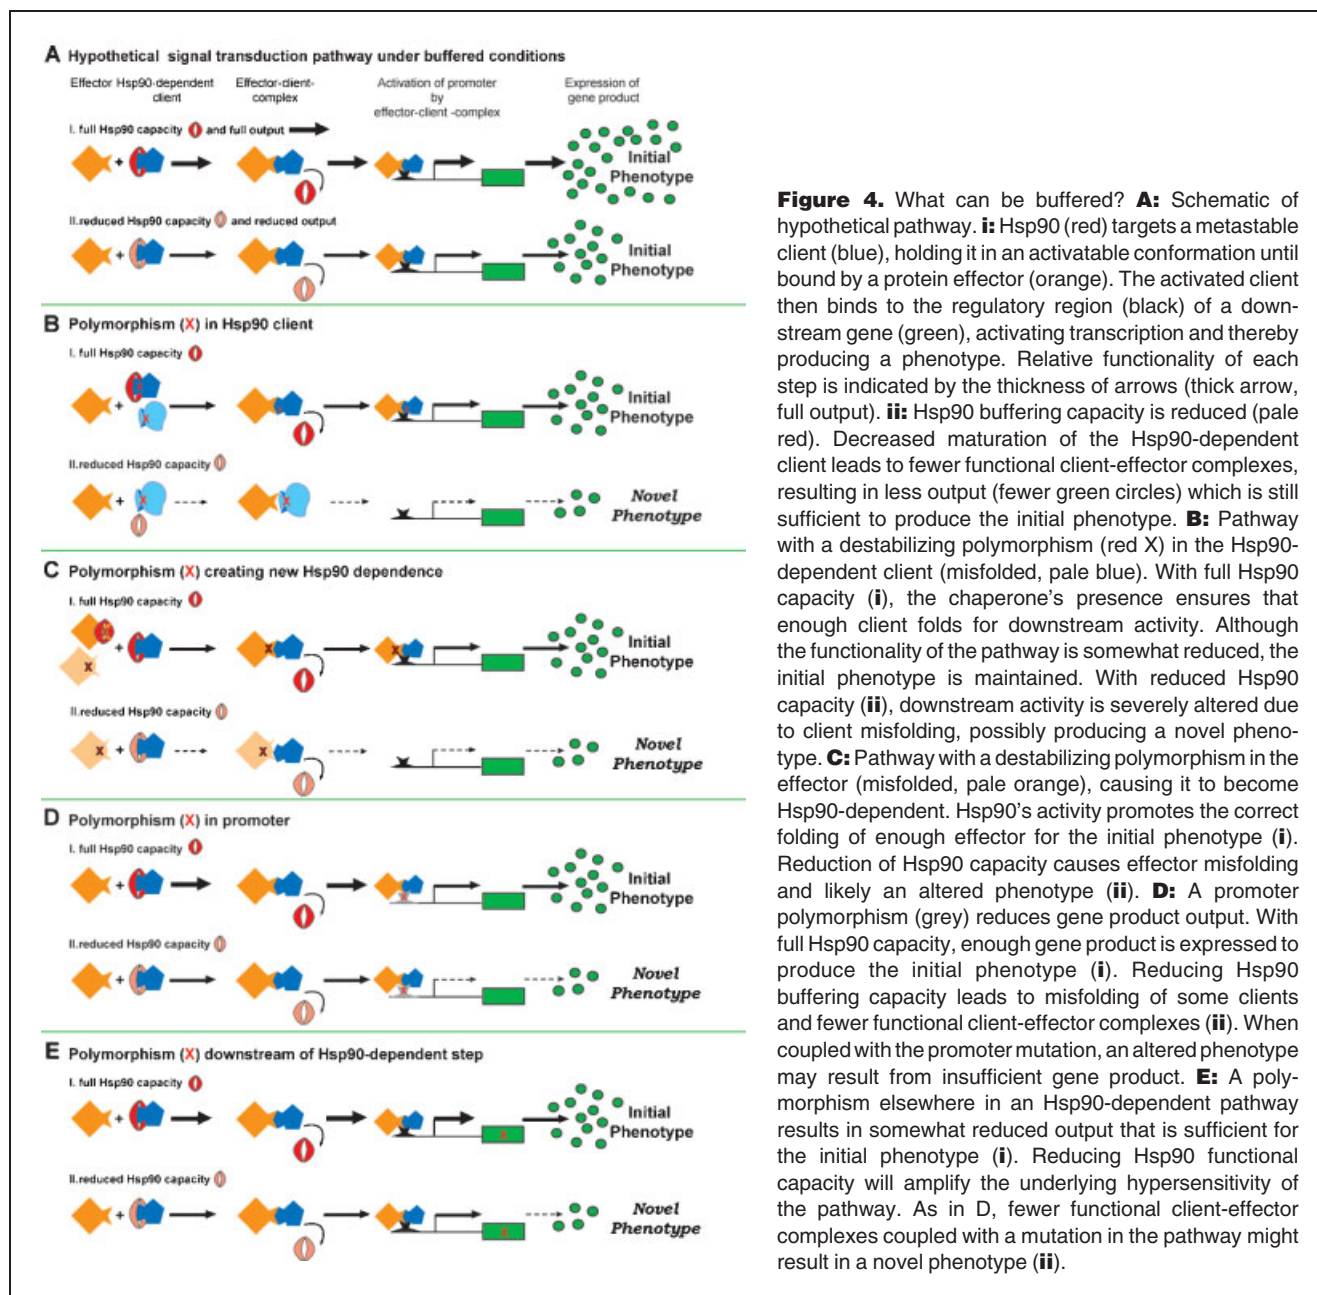 A Hypothetical signal transduction pathway under buffered conditions
Effector Hsp90-dependent client
Effector-client-complex
Activation of promoter by effector-client -complex
Expression of gene product
I. full Hsp90 capacity and full output
+
Initial
Phenotype
II.reduced Hsp90 capacity and reduced output
+
Initial
Phenotype
B Polymorphism (X) in Hsp90 client
I. full Hsp90 capacity
+
X
Initial
Phenotype
II.reduced Hsp90 capacity
+
X
X
Novel
Phenotype
C Polymorphism (X) creating new Hsp90 dependence
I. full Hsp90 capacity
X
+
X
X
X
Initial
Phenotype
II.reduced Hsp90 capacity
X
+
X
Novel
Phenotype
D Polymorphism (X) in promoter
I. full Hsp90 capacity
+
X
Initial
Phenotype
II.reduced Hsp90 capacity
+
X
Novel
Phenotype
E Polymorphism (X) downstream of Hsp90-dependent step
I. full Hsp90 capacity
+
X
Initial
Phenotype
II.reduced Hsp90 capacity
+
X
Novel
Phenotype
Figure 4. What can be buffered? A: Schematic of
hypothetical pathway. i: Hsp90 (red) targets a metastable
client (blue), holding it in an activatable conformation until
bound by a protein effector (orange). The activated client
then binds to the regulatory region (black) of a down-
stream gene (green), activating transcription and thereby
producing a phenotype. Relative functionality of each
step is indicated by the thickness of arrows (thick arrow,
full output). ii: Hsp90 buffering capacity is reduced (pale
red). Decreased maturation of the Hsp90-dependent
client leads to fewer functional client-effector complexes,
resulting in less output (fewer green circles) which is still
sufficient to produce the initial phenotype. B: Pathway
with a destabilizing polymorphism (red X) in the Hsp90-
dependent client (misfolded, pale blue). With full Hsp90
capacity (i), the chaperone's presence ensures that
enough client folds for downstream activity. Although
the functionality of the pathway is somewhat reduced, the
initial phenotype is maintained. With reduced Hsp90
capacity (ii), downstream activity is severely altered due
to client misfolding, possibly producing a novel pheno-
type. C: Pathway with a destabilizing polymorphism in the
effector (misfolded, pale orange), causing it to become
Hsp90-dependent. Hsp90's activity promotes the correct
folding of enough effector for the initial phenotype (i).
Reduction of Hsp90 capacity causes effector misfolding
and likely an altered phenotype (ii). D: A promoter
polymorphism (grey) reduces gene product output. With
full Hsp90 capacity, enough gene product is expressed to
produce the initial phenotype (i). Reducing Hsp90
buffering capacity leads to misfolding of some clients
and fewer functional client-effector complexes (ii). When
coupled with the promoter mutation, an altered phenotype
may result from insufficient gene product. E: A poly-
morphism elsewhere in an Hsp90-dependent pathway
results in somewhat reduced output that is sufficient for
the initial phenotype (i). Reducing Hsp90 functional
capacity will amplify the underlying hypersensitivity of
the pathway. As in D, fewer functional client-effector
complexes coupled with a mutation in the pathway might
result in a novel phenotype (ii).